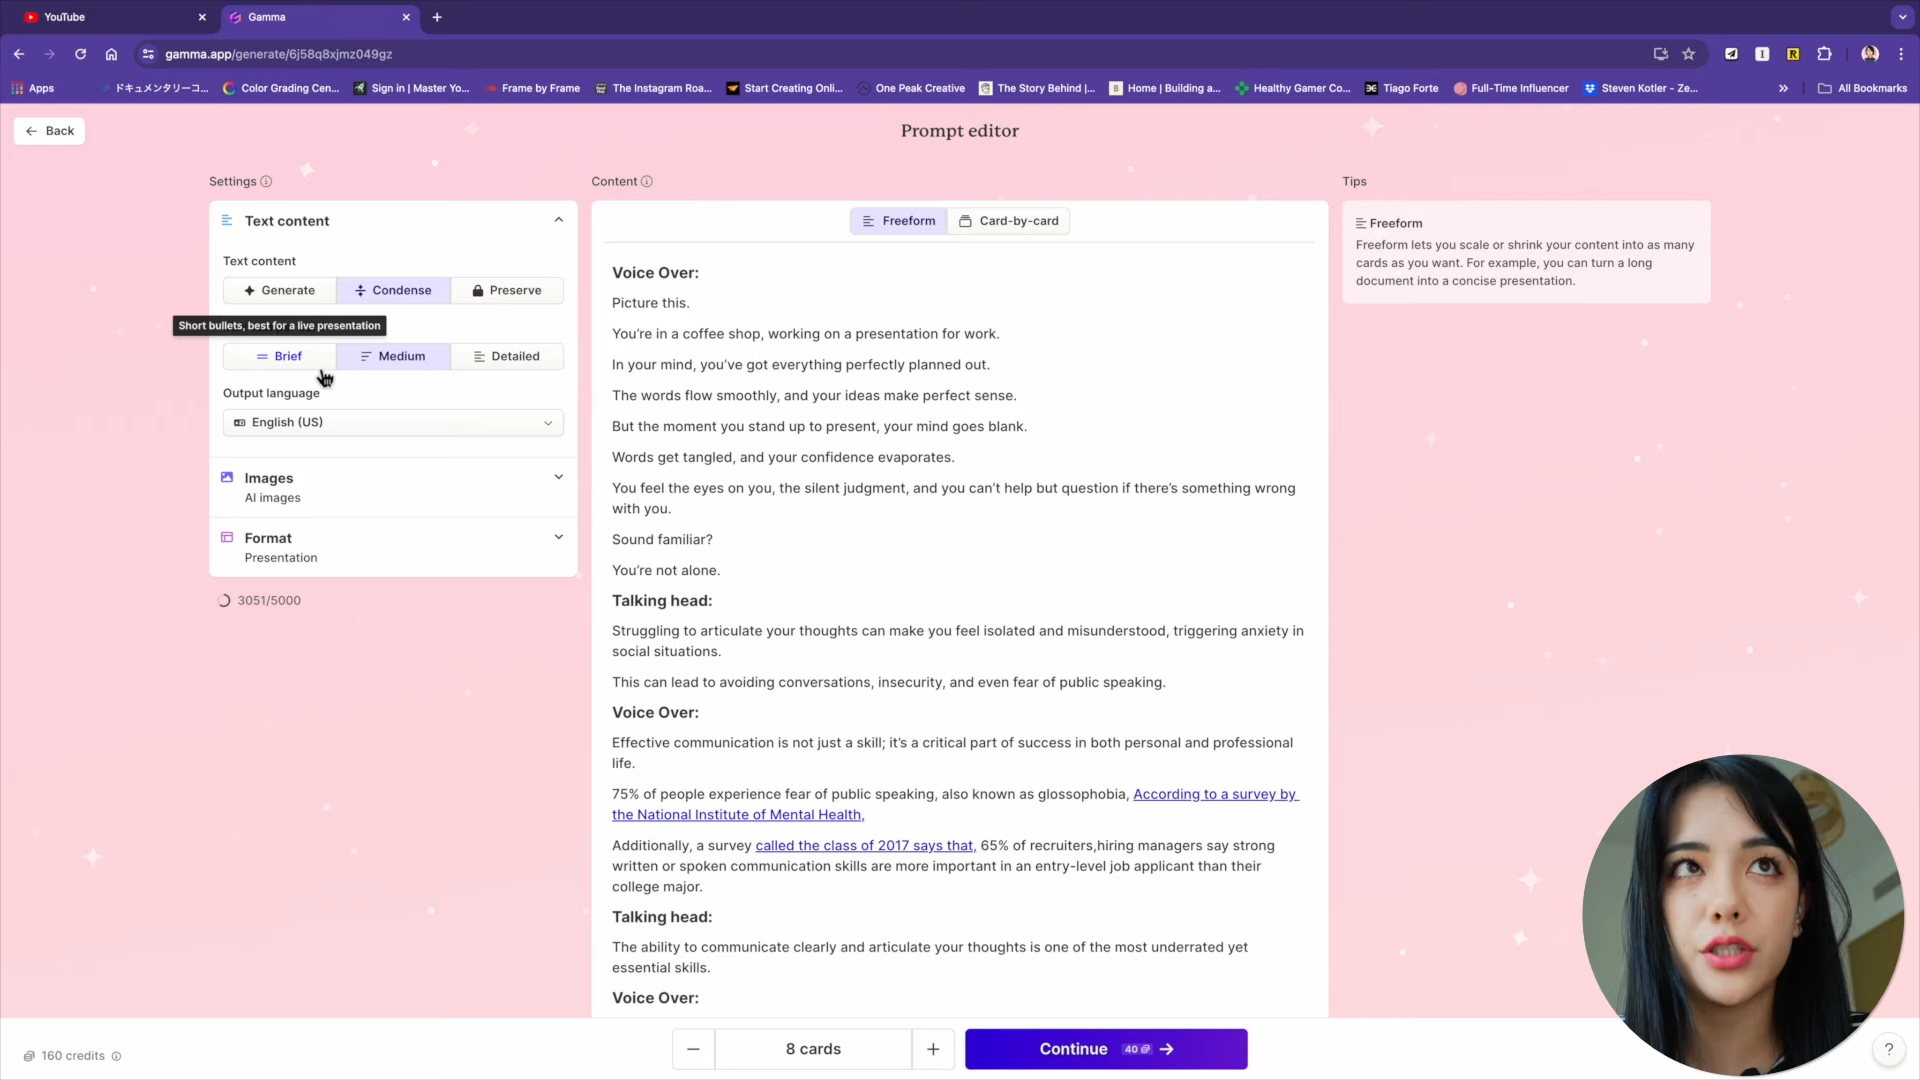 YouTube
Gamma
gamma.app/generate/6j58q8xjmz049gz
Apps
ドキュメンタリーコ...
Color Grading Cen...
Sign in | Master Yo...
Frame by Frame
The Instagram Roa...
Start Creating Onli...
One Peak Creative
The Story Behind |...
Home | Building a...
Healthy Gamer Co...
Tiago Forte
Full-Time Influencer
Steven Kotler - Ze...
All Bookmarks
Back
Prompt editor
Settings
Text content
Text content
Generate
Condense
Preserve
Short bullets, best for a live presentation
Brief
Medium
Detailed
Output language
English (US)
Images
AI images
Format
Presentation
3051/5000
Content
Freeform
Card-by-card
Voice Over:
Picture this.
You’re in a coffee shop, working on a presentation for work.
In your mind, you’ve got everything perfectly planned out.
The words flow smoothly, and your ideas make perfect sense.
But the moment you stand up to present, your mind goes blank.
Words get tangled, and your confidence evaporates.
You feel the eyes on you, the silent judgment, and you can’t help but question if there’s something wrong
with you.
Sound familiar?
You’re not alone.
Talking head:
Struggling to articulate your thoughts can make you feel isolated and misunderstood, triggering anxiety in
social situations.
This can lead to avoiding conversations, insecurity, and even fear of public speaking.
Voice Over:
Effective communication is not just a skill; it’s a critical part of success in both personal and professional
life.
75% of people experience fear of public speaking, also known as glossophobia, According to a survey by
the National Institute of Mental Health,
Additionally, a survey called the class of 2017 says that, 65% of recruiters,hiring managers say strong
written or spoken communication skills are more important in an entry-level job applicant than their
college major.
Talking head:
The ability to communicate clearly and articulate your thoughts is one of the most underrated yet
essential skills.
Voice Over:
Tips
Freeform
Freeform lets you scale or shrink your content into as many
cards as you want. For example, you can turn a long
document into a concise presentation.
160 credits
8 cards
Continue 40
?